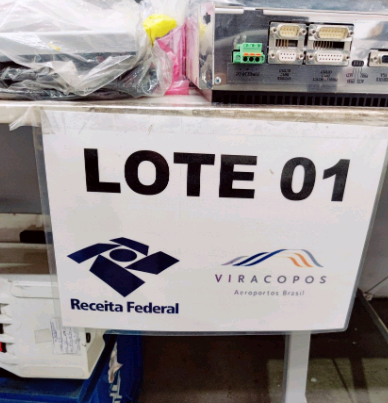 LOTE 01
Receita Federal
VIRACOPOS
Aeroportos Brasil